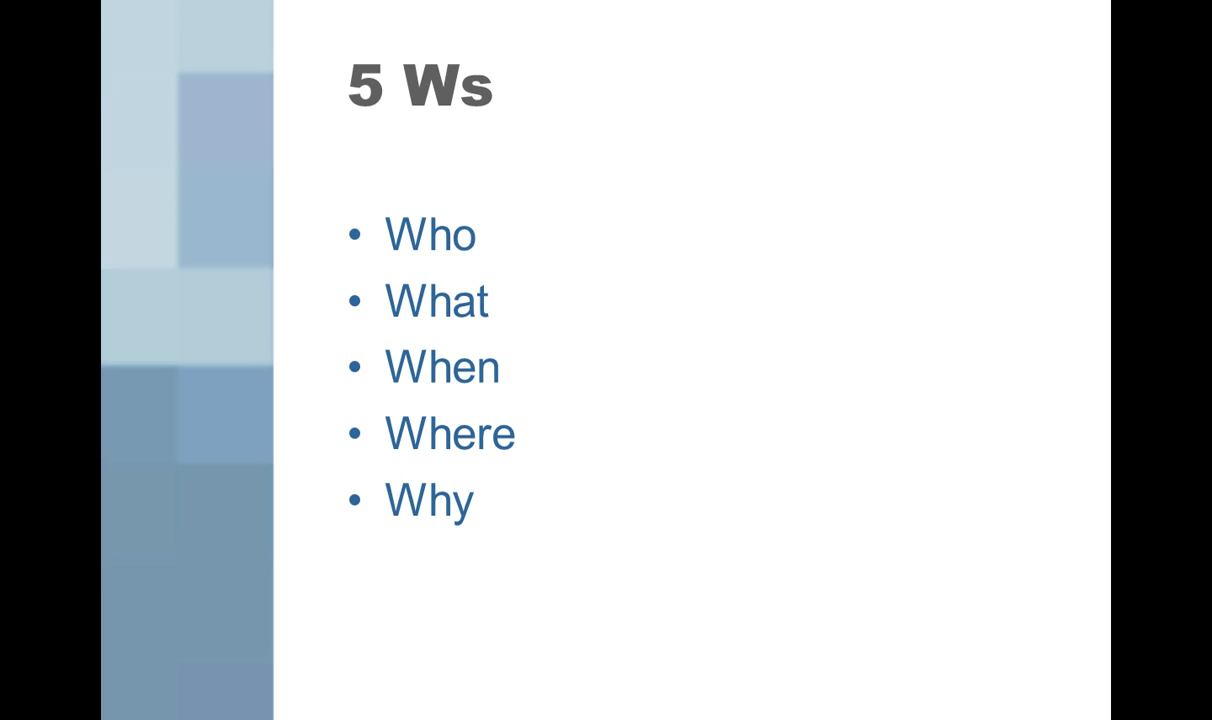 5 Ws
• Who
• What
• When
• Where
• Why